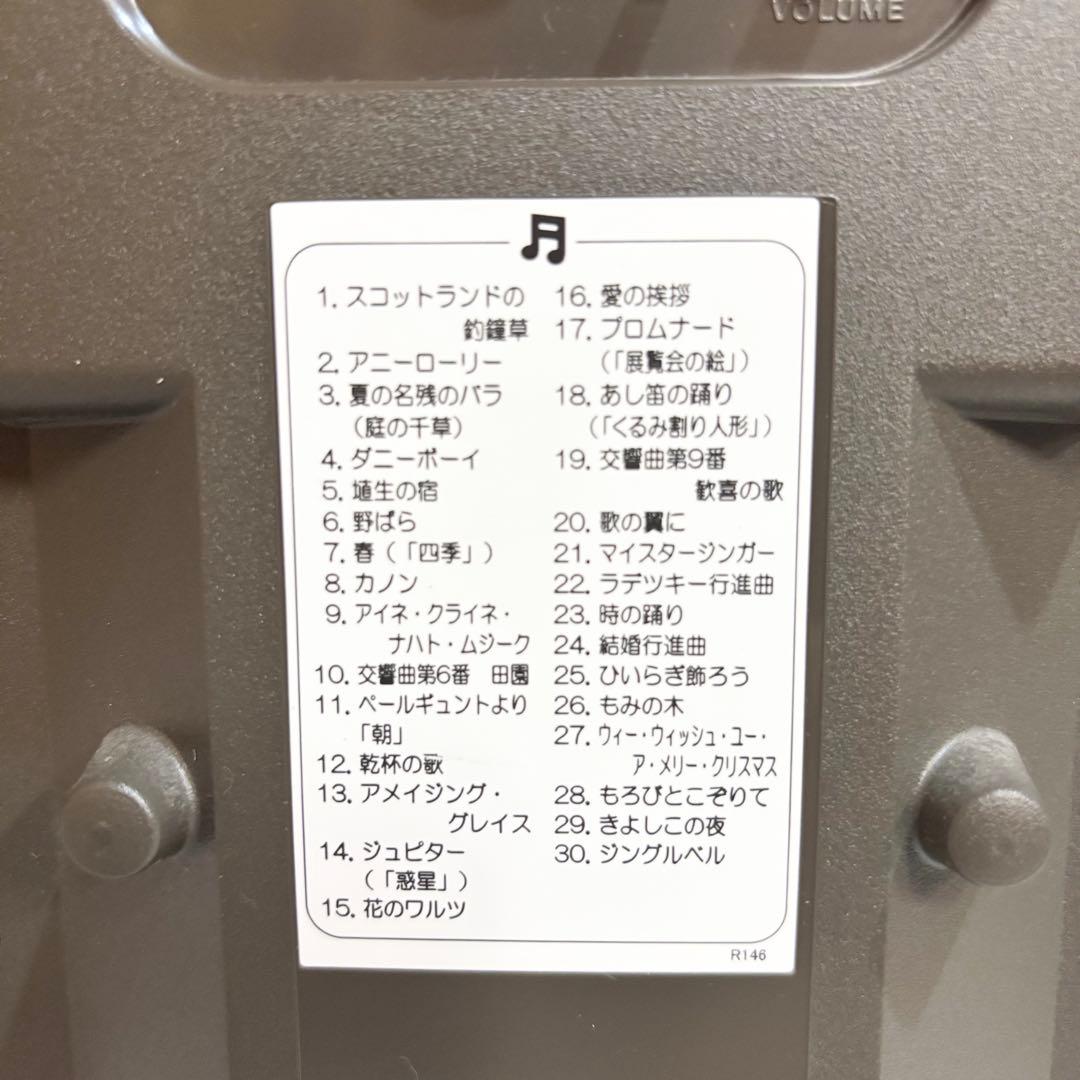 VOLUME
1. スコットランドの
釣鐘草
2. アニーローリー
3. 夏の名残のバラ
(庭の千草)
4. ダニーボーイ
5. 埴生の宿
6. 野ばら
7. 春(「四季」)
8. カノン
9. アイネ・クライネ・
ナハト・ムジーク
10. 交響曲第6番 田園
11. ペールギュントより
「朝」
12. 乾杯の歌
13. アメイジング・
グレイス
14. ジュピター
(「惑星」)
15. 花のワルツ
16. 愛の挨拶
17. プロムナード
(「展覧会の絵」)
18. あし笛の踊り
(「くるみ割り人形」)
19. 交響曲第9番
歓喜の歌
20. 歌の翼に
21. マイスタージンガー
22. ラデツキー行進曲
23. 時の踊り
24. 結婚行進曲
25. ひいらぎ飾ろう
26. もみの木
27. ウィー・ウィッシュ・ユー・
ア・メリー・クリスマス
28. もろびとこぞりて
29. きよしこの夜
30. ジングルベル
R146